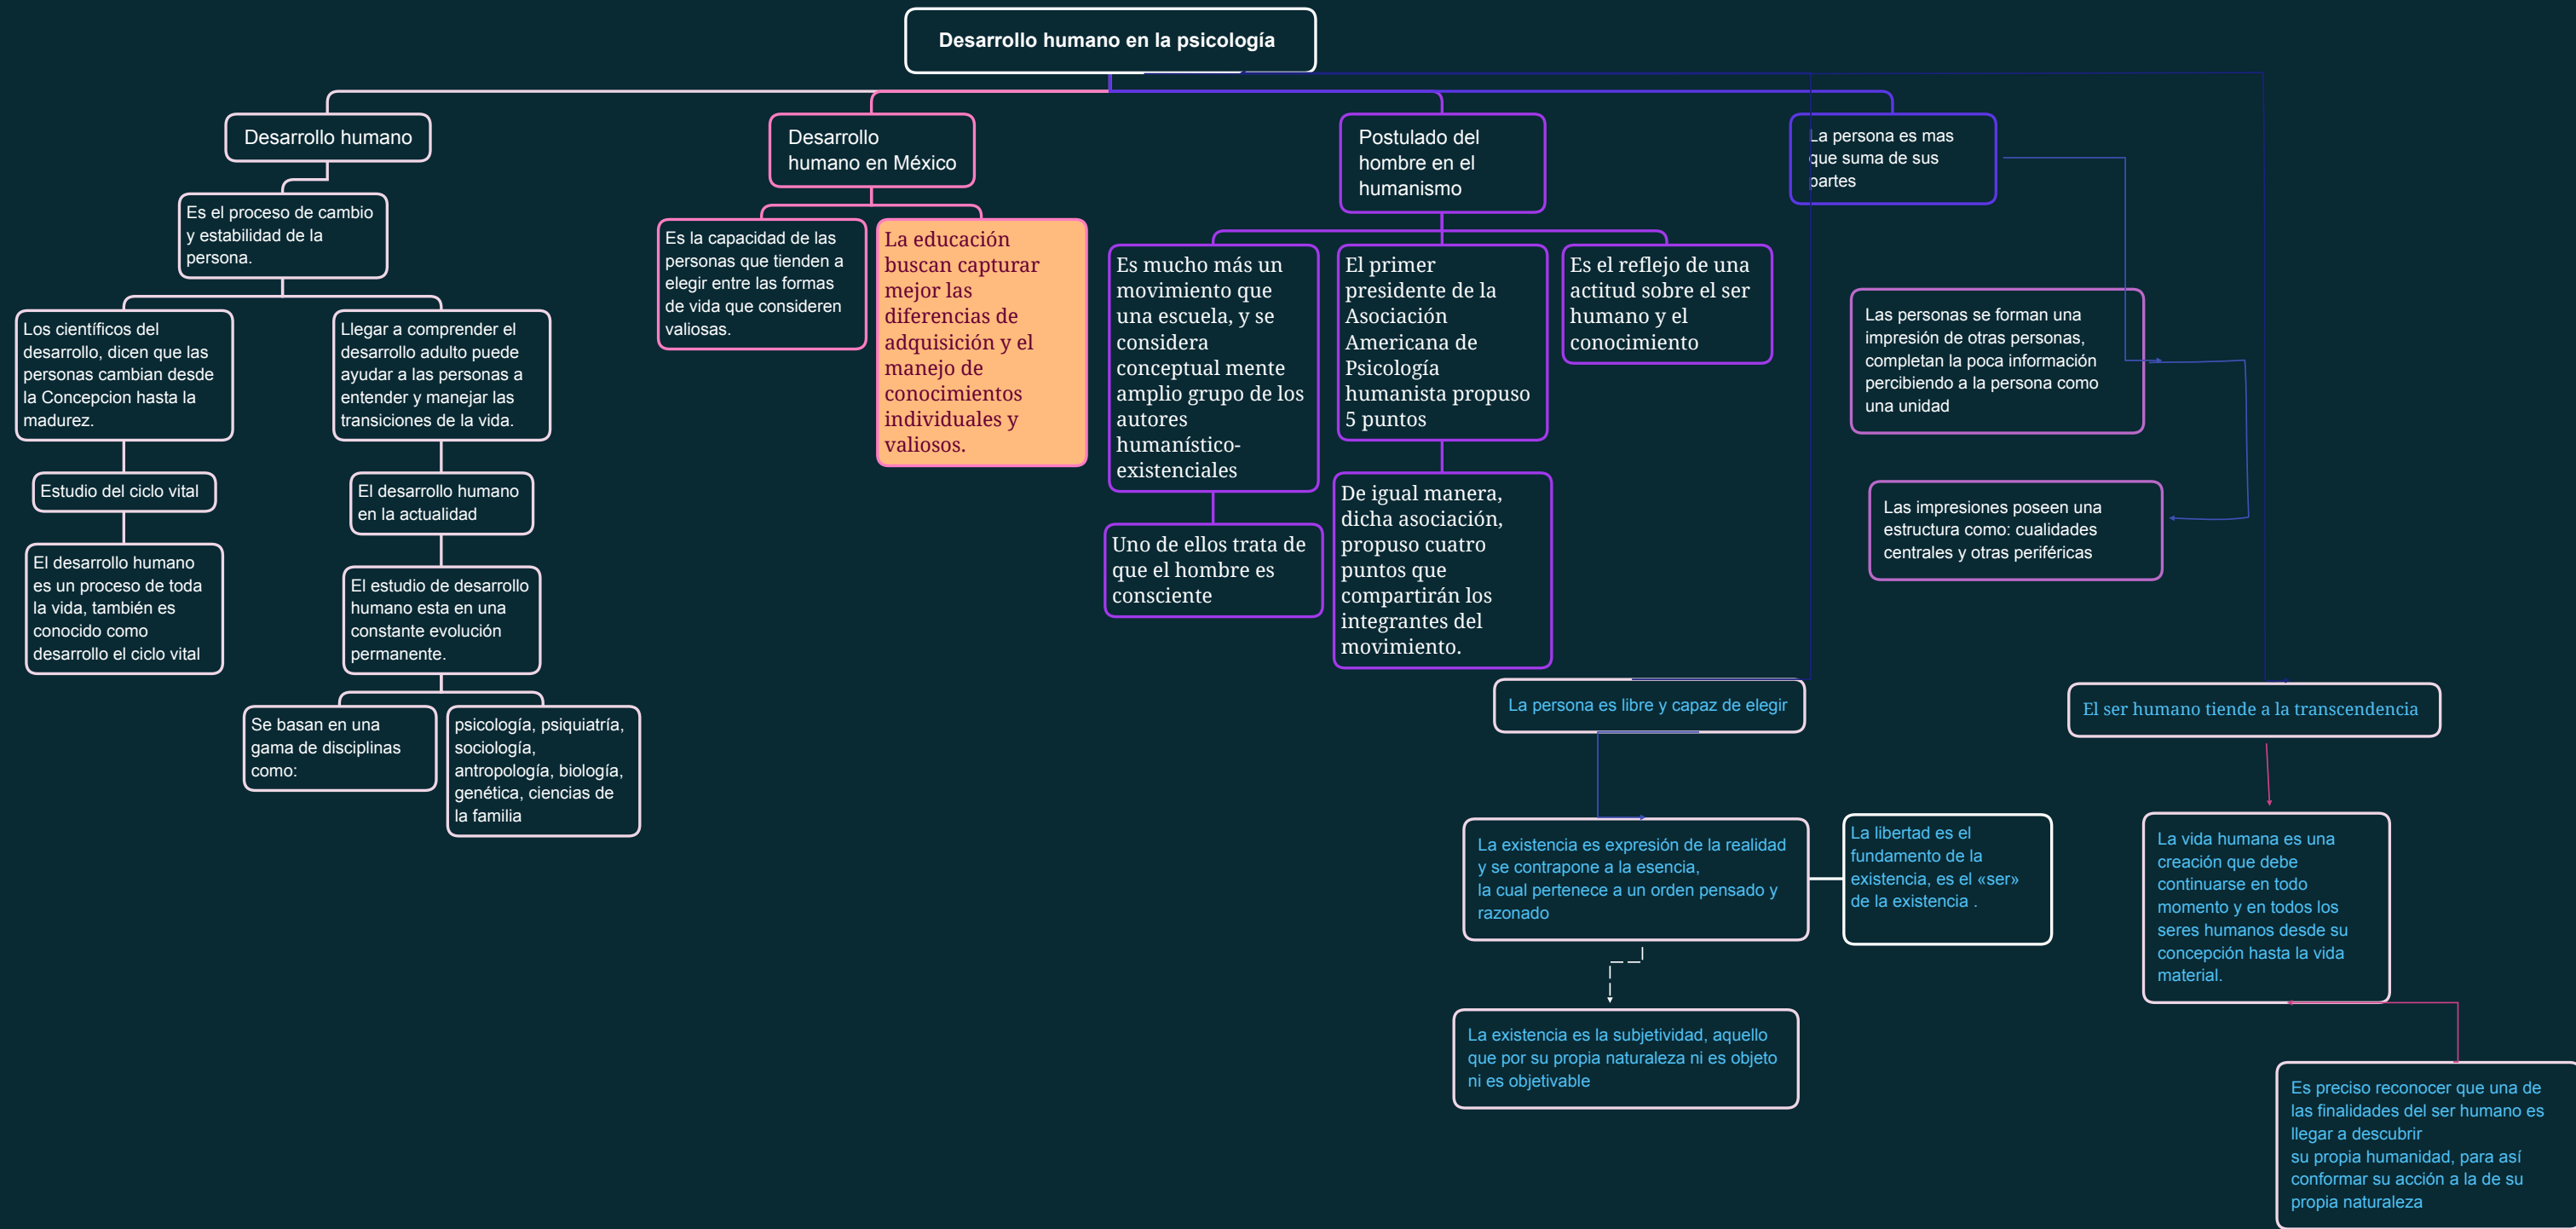 Desarrollo humano en la psicología
Desarrollo humano
Es el proceso de cambio
y estabilidad de la
persona.
Los científicos del
desarrollo, dicen que las
personas cambian desde
la Concepcion hasta la
madurez.
Estudio del ciclo vital
El desarrollo humano
es un proceso de toda
la vida, también es
conocido como
desarrollo el ciclo vital
Llegar a comprender el
desarrollo adulto puede
ayudar a las personas a
entender y manejar las
transiciones de la vida.
El desarrollo humano
en la actualidad
El estudio de desarrollo
humano esta en una
constante evolución
permanente.
Se basan en una
gama de disciplinas
como:
psicología, psiquiatría,
sociología,
antropología, biología,
genética, ciencias de
la familia
Desarrollo
humano en México
Es la capacidad de las
personas que tienden a
elegir entre las formas
de vida que consideren
valiosas.
La educación
buscan capturar
mejor las
diferencias de
adquisición y el
manejo de
conocimientos
individuales y
valiosos.
Postulado del
hombre en el
humanismo
Es mucho más un
movimiento que
una escuela, y se
considera
conceptual mente
amplio grupo de los
autores
humanístico-
existenciales
Uno de ellos trata de
que el hombre es
consciente
El primer
presidente de la
Asociación
Americana de
Psicología
humanista propuso
5 puntos
De igual manera,
dicha asociación,
propuso cuatro
puntos que
compartirán los
integrantes del
movimiento.
Es el reflejo de una
actitud sobre el ser
humano y el
conocimiento
La persona es mas
que suma de sus
partes
Las personas se forman una
impresión de otras personas,
completan la poca información
percibiendo a la persona como
una unidad
Las impresiones poseen una
estructura como: cualidades
centrales y otras periféricas
La persona es libre y capaz de elegir
La existencia es expresión de la realidad
y se contrapone a la esencia,
la cual pertenece a un orden pensado y
razonado
La libertad es el
fundamento de la
existencia, es el «ser»
de la existencia .
La existencia es la subjetividad, aquello
que por su propia naturaleza ni es objeto
ni es objetivable
El ser humano tiende a la transcendencia
La vida humana es una
creación que debe
continuarse en todo
momento y en todos los
seres humanos desde su
concepción hasta la vida
material.
Es preciso reconocer que una de
las finalidades del ser humano es
llegar a descubrir
su propia humanidad, para así
conformar su acción a la de su
propia naturaleza